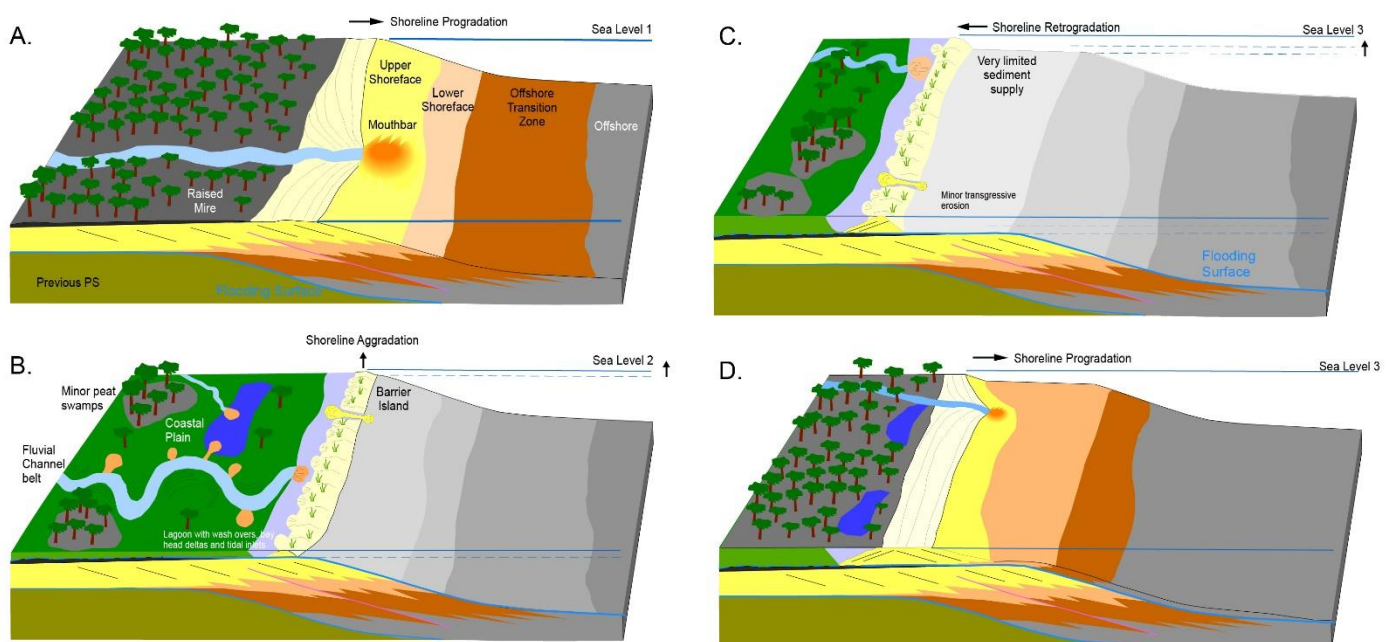 A.
Shoreline Progradation
Sea Level 1
Upper
Shoreface
Lower
Shoreface
Offshore
Transition
Zone
Mouthbar
Offshore
Raised
Mire
Previous PS
Flooding Surface
B.
Shoreline Aggradation
Sea Level 2
Minor peat
swamps
Barrier
Island
Coastal
Plain
Fluvial
Channel
belt
Lagoon with wash overs, bay
head deltas and tidal inlets
C.
Shoreline Retrogradation
Sea Level 3
Very limited
sediment
supply
Minor transgressive
erosion
Flooding
Surface
D.
Shoreline Progradation
Sea Level 3